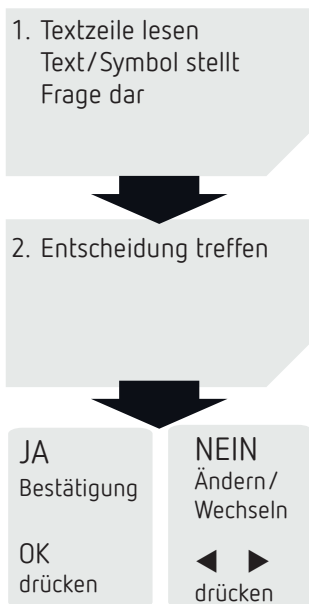 1. Textzeile lesen
Text/Symbol stellt
Frage dar
2. Entscheidung treffen
JA
Bestätigung
OK
drücken
NEIN
Ändern/
Wechseln
◀ ▶
drücken